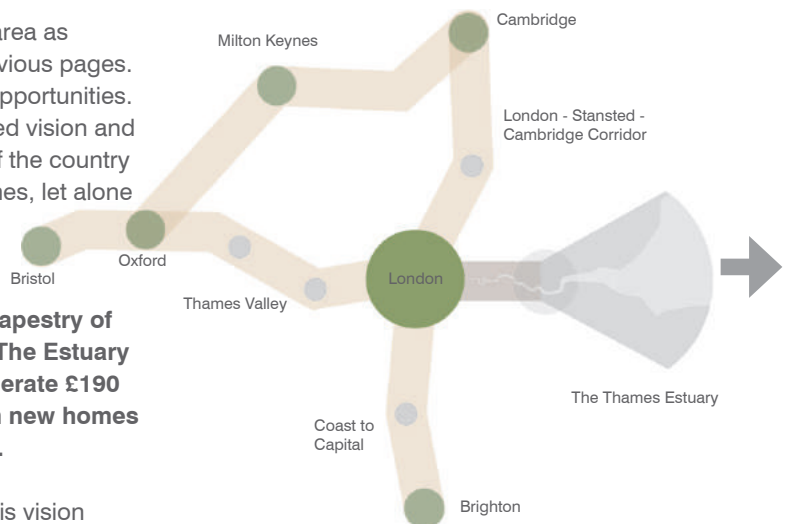 area as
vious pages.
pportunities.
ed vision and
f the country
nes, let alone
apestry of
The Estuary
erate £190
n new homes
.
is vision
Milton Keynes
Cambridge
London - Stansted -
Cambridge Corridor
Bristol
Oxford
Thames Valley
London
The Thames Estuary
Coast to
Capital
Brighton